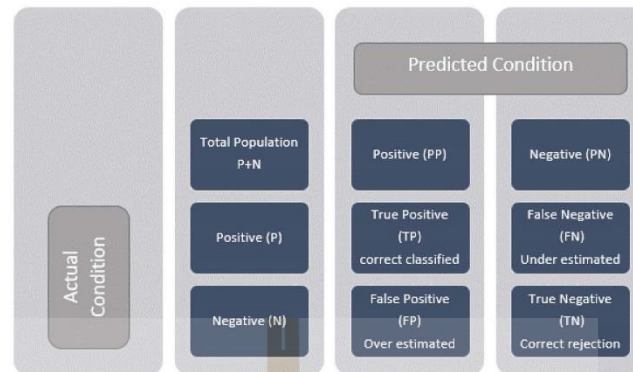 Predicted Condition
Total Population
P+N
Positive (PP)
Negative (PN)
Actual
Condition
Positive (P)
True Positive
(TP)
correct classified
False Negative
(FN)
Under estimated
Negative (N)
False Positive
(FP)
Over estimated
True Negative
(TN)
Correct rejection